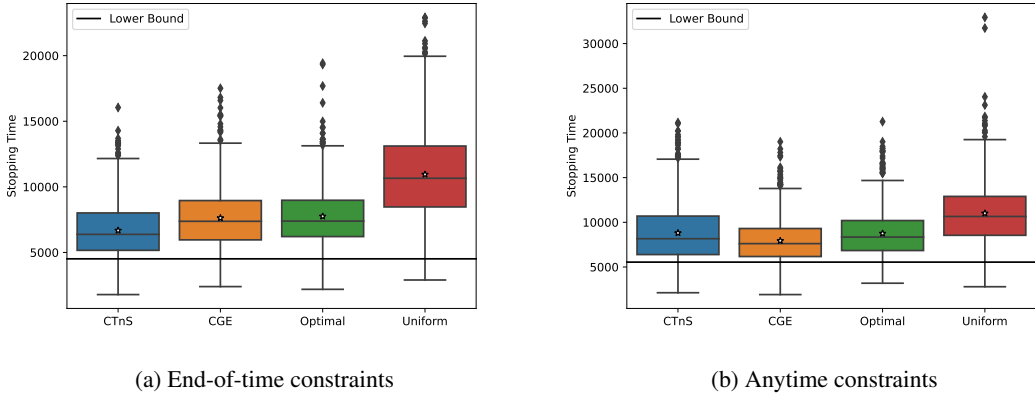 Lower Bound
20000
15000
10000
5000
Stopping Time
CTnS
CGE
Optimal
Uniform
(a) End-of-time constraints
Lower Bound
30000
25000
20000
15000
10000
5000
Stopping Time
CTnS
CGE
Optimal
Uniform
(b) Anytime constraints